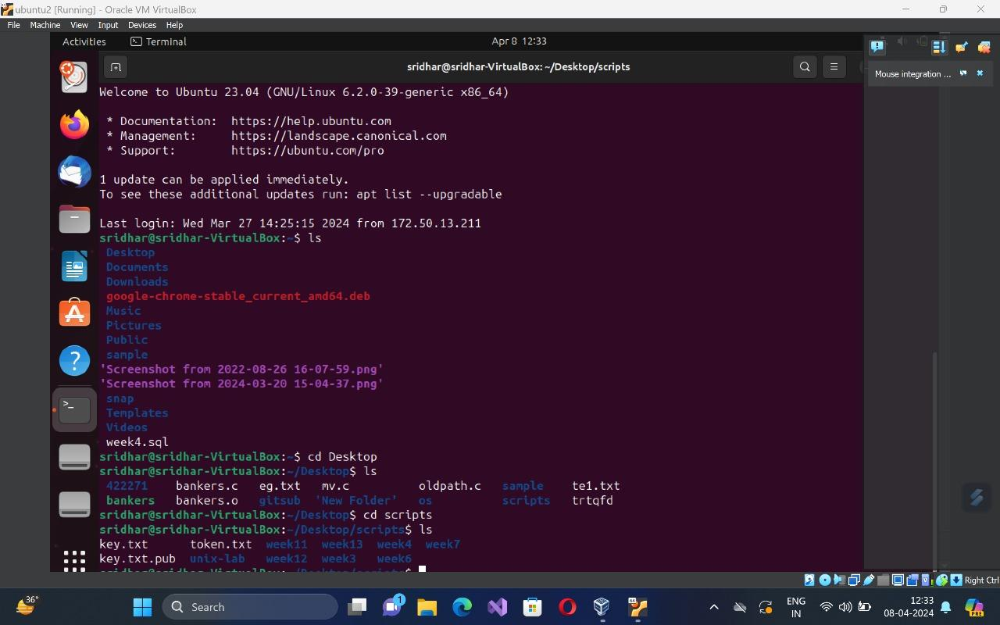 ubuntu2 [Running] - Oracle VM VirtualBox
File Machine View Input Devices Help
Activities Terminal Apr 8 12:33
sridhar@sridhar-VirtualBox: ~/Desktop/scripts
Mouse integration ...
Welcome to Ubuntu 23.04 (GNU/Linux 6.2.0-39-generic x86_64)
* Documentation: https://help.ubuntu.com
* Management: https://landscape.canonical.com
* Support: https://ubuntu.com/pro
1 update can be applied immediately.
To see these additional updates run: apt list --upgradable
Last login: Wed Mar 27 14:25:15 2024 from 172.50.13.211
sridhar@sridhar-VirtualBox:~$ ls
Desktop
Documents
Downloads
google-chrome-stable_current_amd64.deb
Music
Pictures
Public
sample
'Screenshot from 2022-08-26 16-07-59.png'
'Screenshot from 2024-03-20 15-04-37.png'
snap
Templates
Videos
week4.sql
sridhar@sridhar-VirtualBox:~$ cd Desktop
sridhar@sridhar-VirtualBox:~/Desktop$ ls
422271 bankers.c eg.txt mv.c oldpath.c sample te1.txt
bankers bankers.o gitsub 'New Folder' os scripts trtqfd
sridhar@sridhar-VirtualBox:~/Desktop$ cd scripts
sridhar@sridhar-VirtualBox:~/Desktop/scripts$ ls
key.txt token.txt week11 week13 week4 week7
key.txt.pub unix-lab week12 week3 week6
sridhar@sridhar-VirtualBox:~/Desktop/scripts$
Right Ctrl
36°
Search
1
ENG
IN
12:33
08-04-2024
PRE